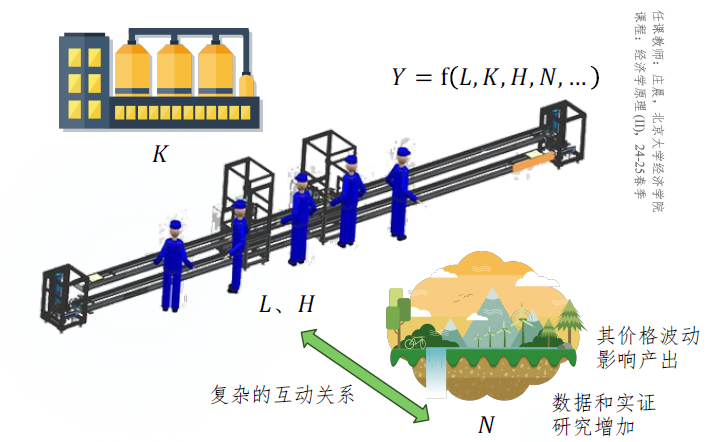 Y = f(L, K, H, N, …)
任课教师：庄晨，北京大学经济学院
课程：经济学原理(II)，24-25春季
K
L、H
其价格波动
影响产出
复杂的互动关系
数据和实证
研究增加
N